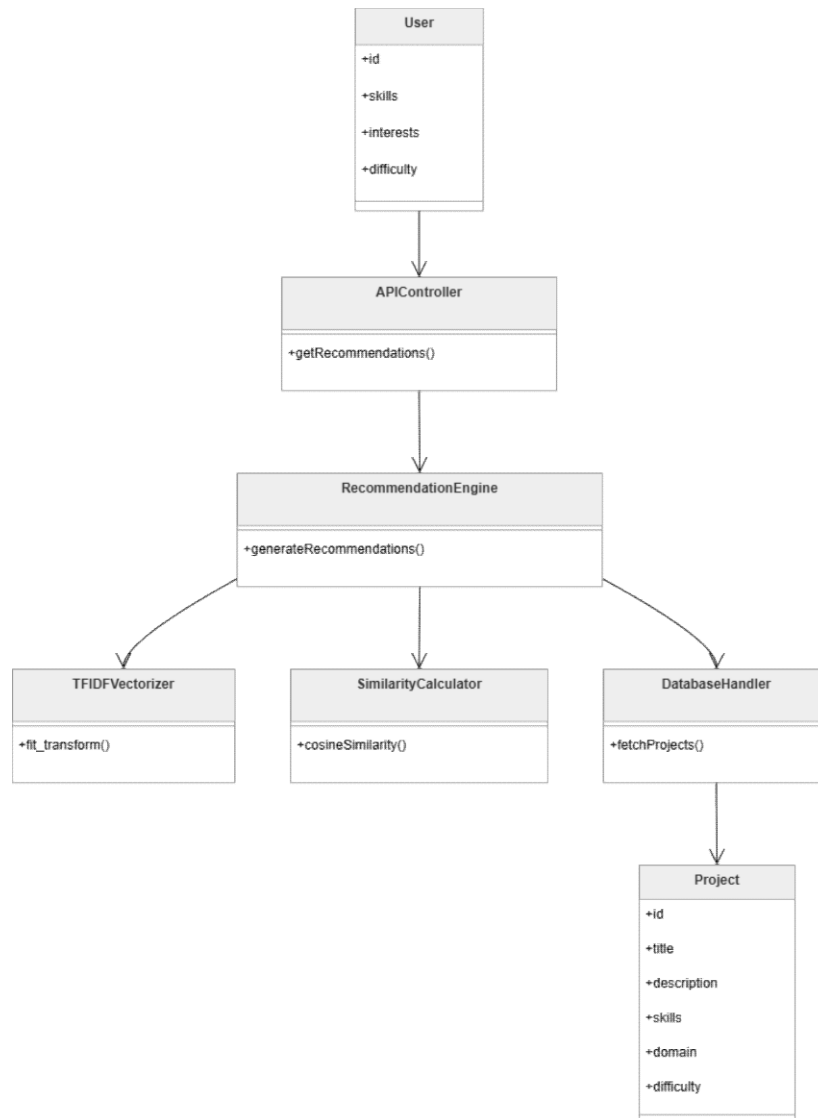 User
+id
+skills
+interests
+difficulty
APIController
+getRecommendations()
RecommendationEngine
+generateRecommendations()
TFIDFVectorizer
+fit_transform()
SimilarityCalculator
+cosineSimilarity()
DatabaseHandler
+fetchProjects()
Project
+id
+title
+description
+skills
+domain
+difficulty